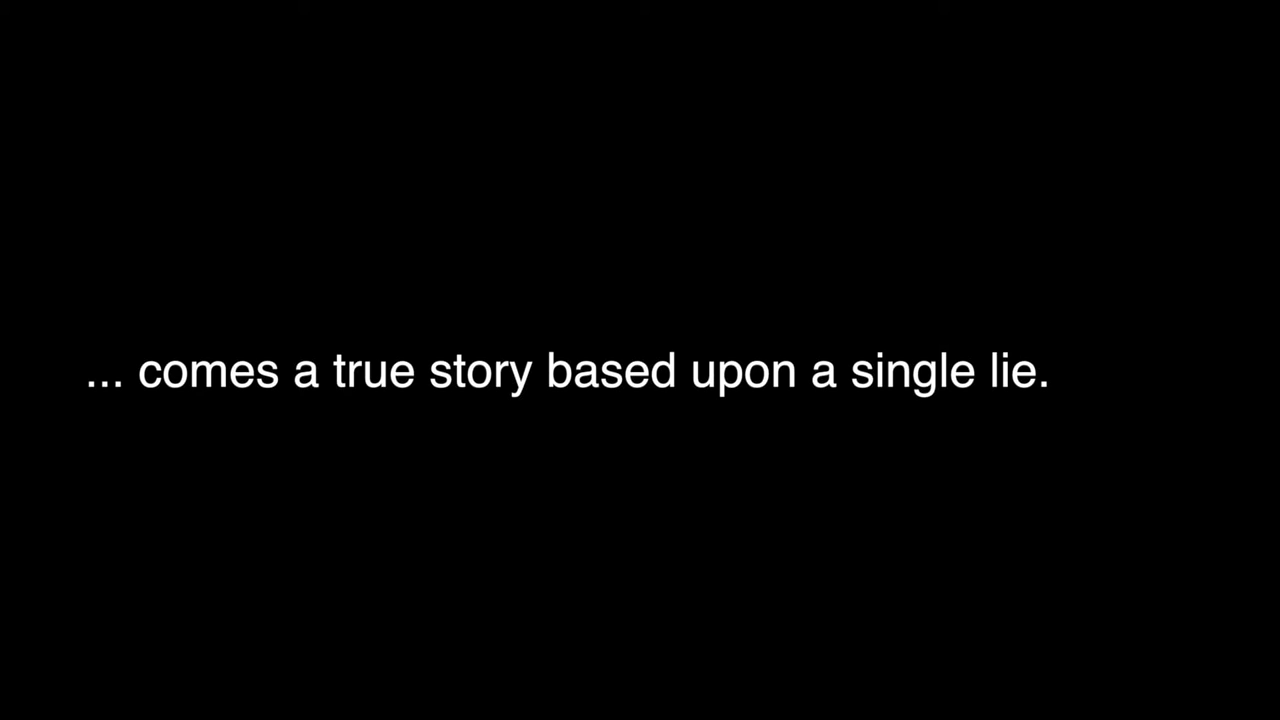 ... comes a true story based upon a single lie.